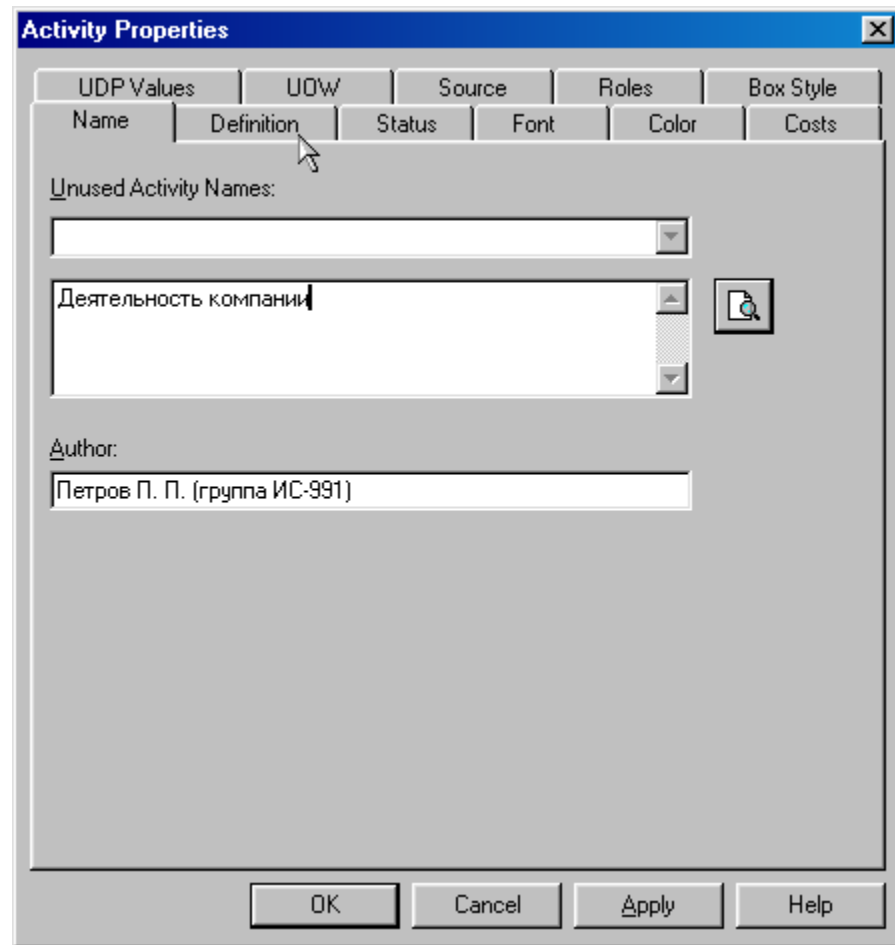 Activity Properties
UDP Values UOW Source Roles Box Style
Name Definition Status Font Color Costs
Unused Activity Names:
Деятельность компании
Author:
Петров П. П. (группа ИС-991)
OK Cancel Apply Help